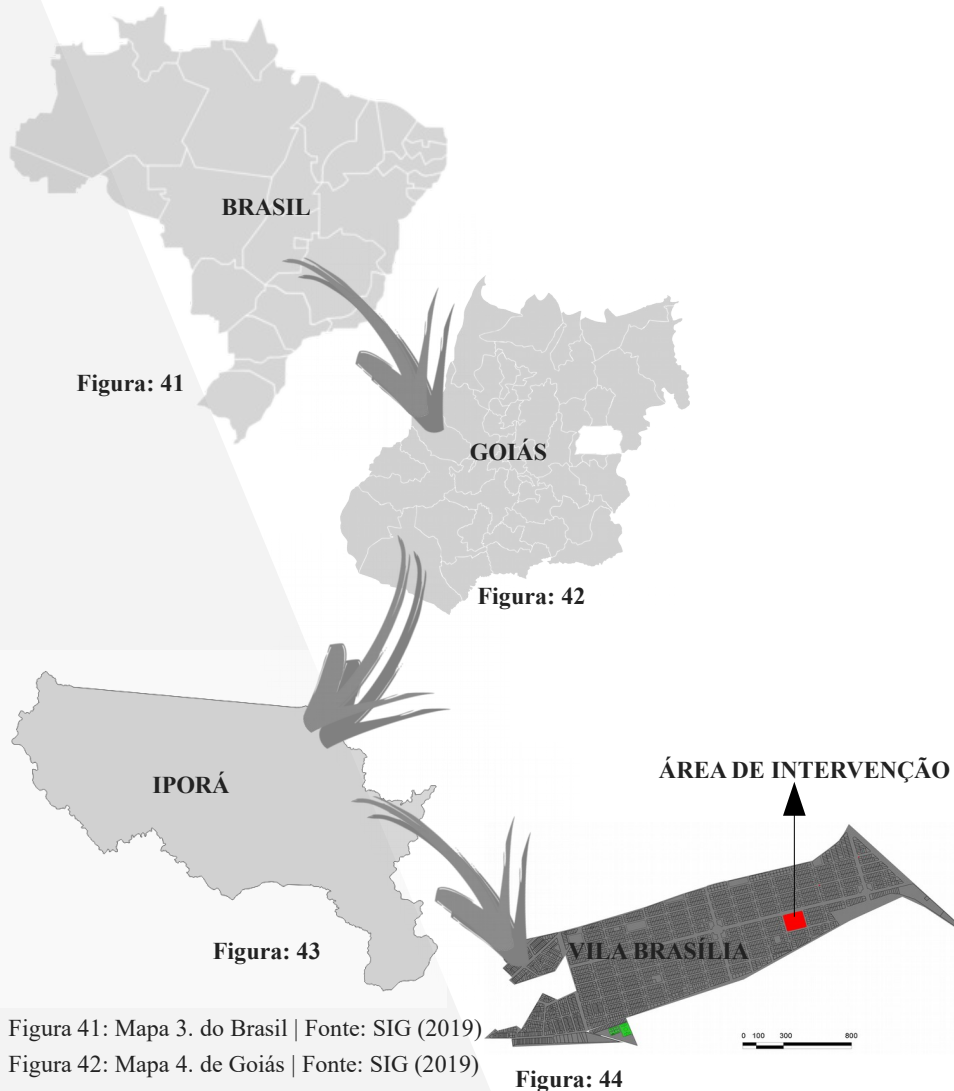 BRASIL
Figura: 41
GOIÁS
Figura: 42
IPORÁ
Figura: 43
ÁREA DE INTERVENÇÃO
VILA BRASÍLIA
0 100 300 800
Figura: 44
Figura 41: Mapa 3. do Brasil | Fonte: SIG (2019)
Figura 42: Mapa 4. de Goiás | Fonte: SIG (2019)